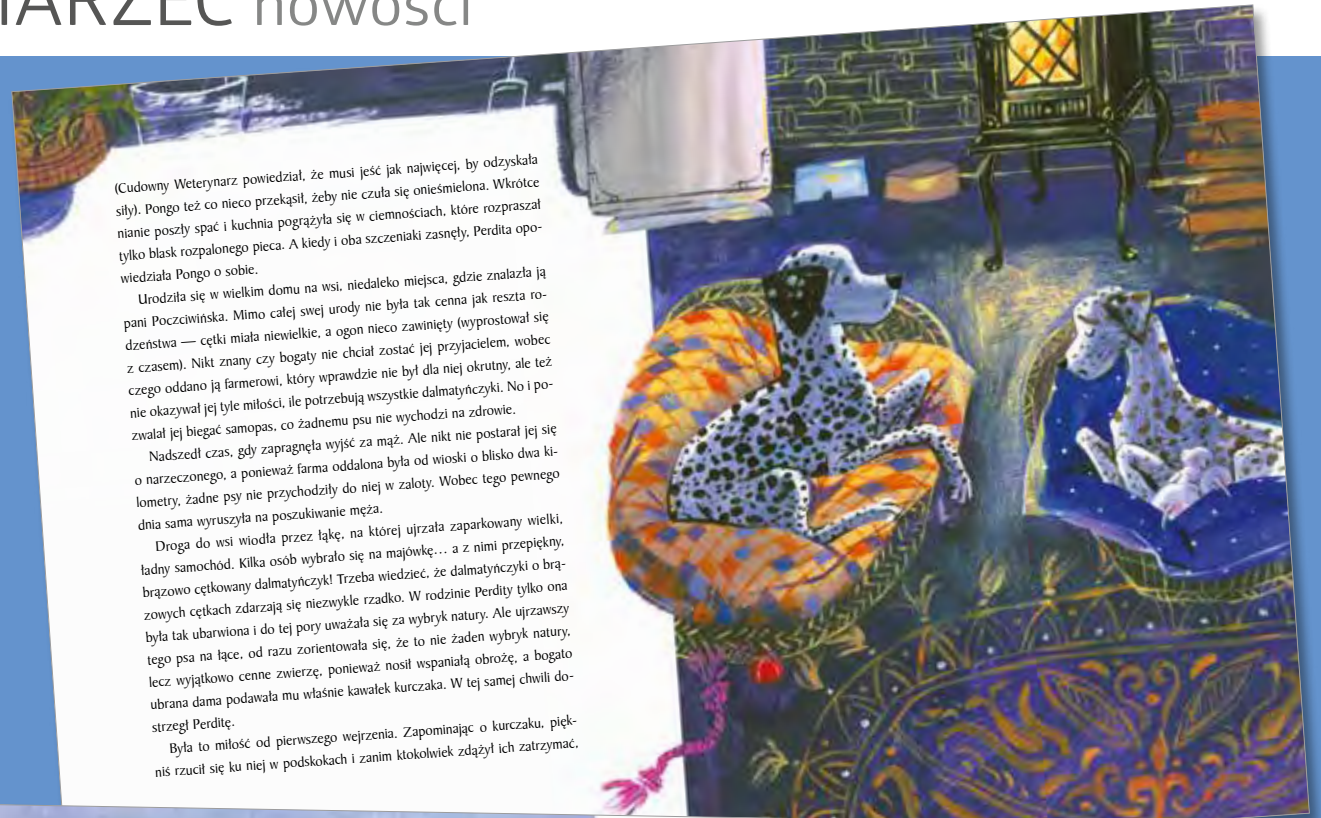 MARZEC nowości
(Cudowny Weterynarz powiedział, że musi jeść jak najwięcej, by odzyskała
siły). Pongo też co nieco przekąsił, żeby nie czuła się onieśmielona. Wkrótce
nianie poszły spać i kuchnia pogrążyła się w ciemnościach, które rozpraszał
tylko blask rozpalonego pieca. A kiedy i oba szczeniaki zasnęły, Perdita opo-
wiedziała Pongo o sobie.
Urodziła się w wielkim domu na wsi, niedaleko miejsca, gdzie znalazła ją
pani Poczciwińska. Mimo całej swej urody nie była tak cenna jak reszta ro-
dzeństwa — cętki miała niewielkie, a ogon nieco zawinięty (wyprostował się
z czasem). Nikt znany czy bogaty nie chciał zostać jej przyjacielem, wobec
czego oddano ją farmerowi, który wprawdzie nie był dla niej okrutny, ale też
nie okazywał jej tyle miłości, ile potrzebują wszystkie dalmatyńczyki. No i po-
zwalał jej biegać samopas, co żadnemu psu nie wychodzi na zdrowie.
Nadszedł czas, gdy zapragnęła wyjść za mąż. Ale nikt nie postarał jej się
o narzeczonego, a ponieważ farma oddalona była od wioski o blisko dwa ki-
lometry, żadne psy nie przychodziły do niej w zaloty. Wobec tego pewnego
dnia sama wyruszyła na poszukiwanie męża.
Droga do wsi wiodła przez łąkę, na której ujrzała zaparkowany wielki,
ładny samochód. Kilka osób wybrało się na majówkę… a z nimi przepiękny,
brązowo cętkowany dalmatyńczyk! Trzeba wiedzieć, że dalmatyńczyki o brą-
zowych cętkach zdarzają się niezwykle rzadko. W rodzinie Perdity tylko ona
była tak ubarwiona i do tej pory uważała się za wybryk natury. Ale ujrzawszy
tego psa na łące, od razu zorientowała się, że to nie żaden wybryk natury,
lecz wyjątkowo cenne zwierzę, ponieważ nosił wspaniałą obrożę, a bogato
ubrana dama podawała mu właśnie kawałek kurczaka. W tej samej chwili do-
strzegł Perditę.
Była to miłość od pierwszego wejrzenia. Zapominając o kurczaku, pięk-
niś rzucił się ku niej w podskokach i zanim ktokolwiek zdążył ich zatrzymać,